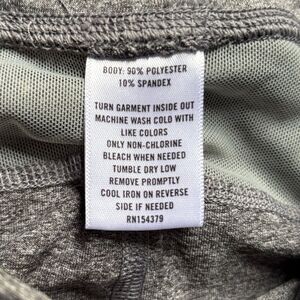 BODY: 90% POLYESTER
10% SPANDEX
TURN GARMENT INSIDE OUT
MACHINE WASH COLD WITH
LIKE COLORS
ONLY NON-CHLORINE
BLEACH WHEN NEEDED
TUMBLE DRY LOW
REMOVE PROMPTLY
COOL IRON ON REVERSE
SIDE IF NEEDED
RN154379